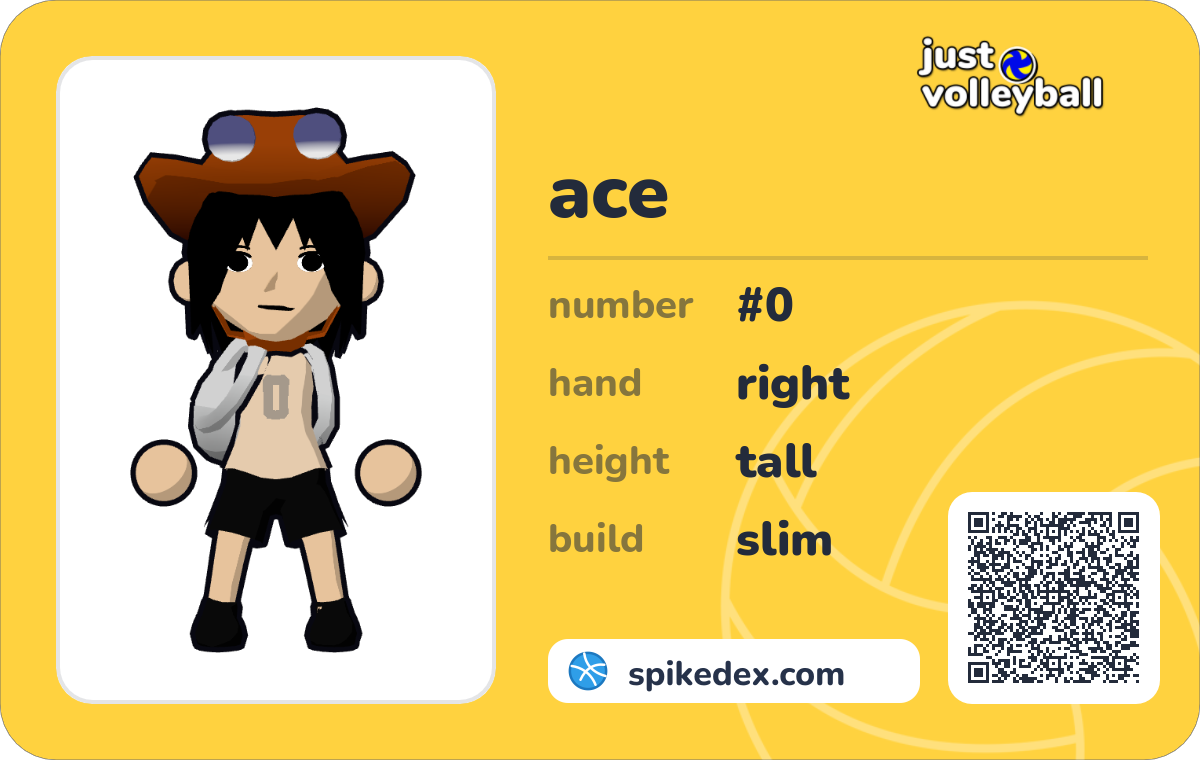 just
volleyball
ace
number #0
hand right
height tall
build slim
0
spikedex.com